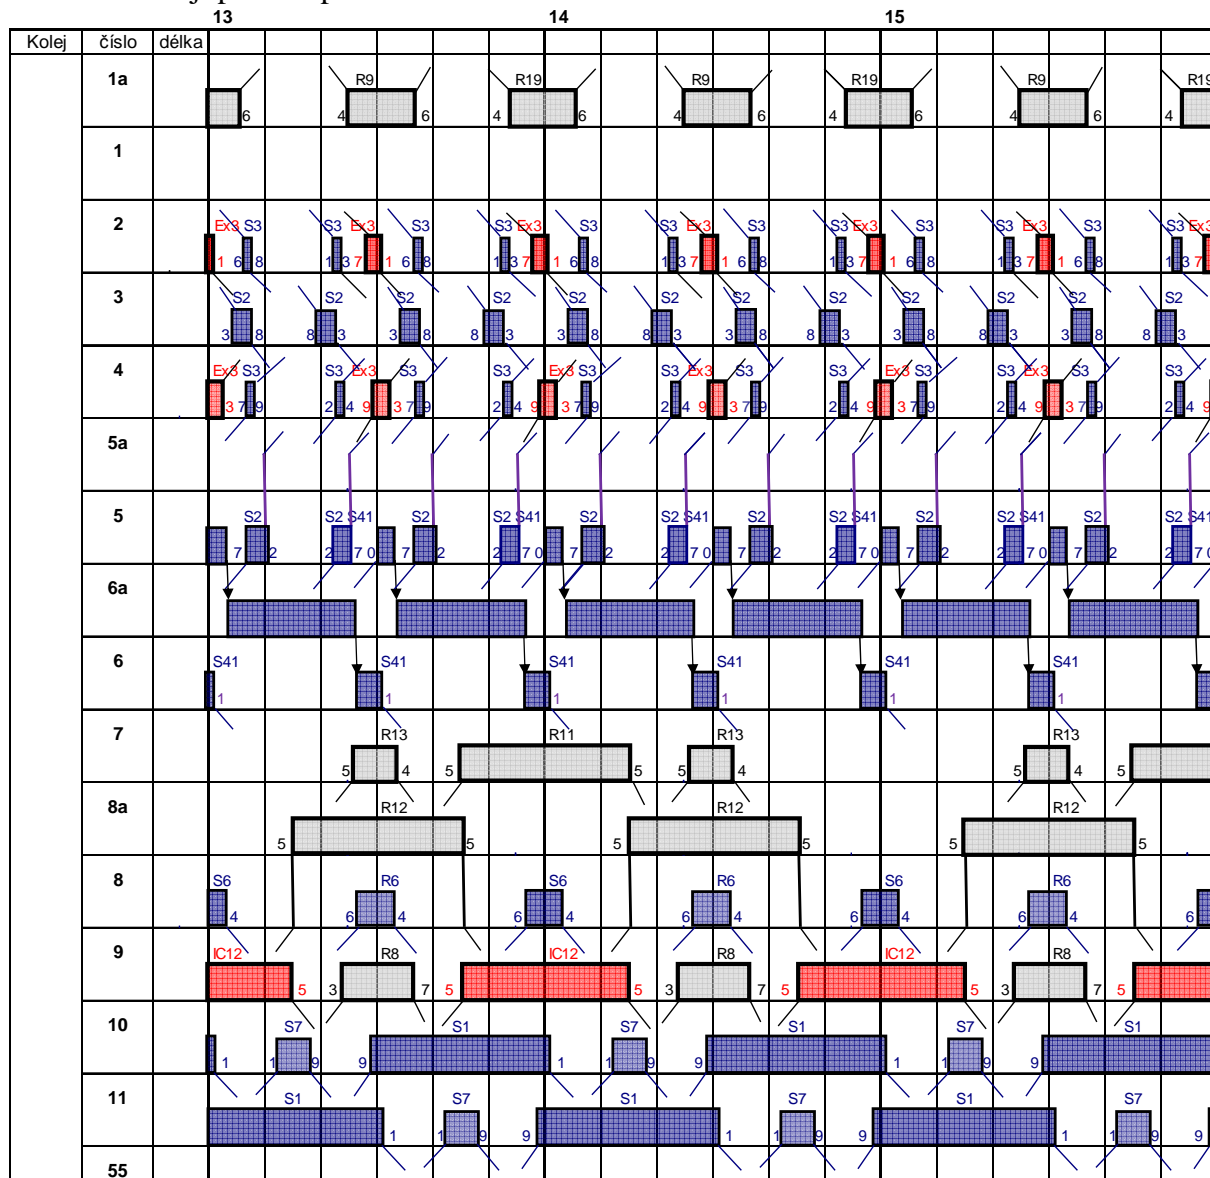 13 14 15
Kolej číslo délka
1a R9 R19 R9 R19 R9 R19
6 4 6 4 6 4 6 4 6 4 6 4
1
2 Ex3 S3 S3 Ex3 S3 S3 Ex3 S3 S3 Ex3 S3 S3 Ex3 S3 S3 Ex3 S3 S3 Ex3
1 6 8 1 3 7 1 6 8 1 3 7 1 6 8 1 3 7 1 6 8 1 3 7 1 6 8 1 3 7 1 6 8 1 3 7
3 S2 S2 S2 S2 S2 S2 S2 S2 S2 S2 S2 S2
3 8 8 3 3 8 8 3 3 8 8 3 3 8 8 3 3 8 8 3 3 8 8 3
4 Ex3 S3 S3 Ex3 S3 S3 Ex3 S3 S3 Ex3 S3 S3 Ex3 S3 S3 Ex3 S3 S3
3 7 9 2 4 9 3 7 9 2 4 9 3 7 9 2 4 9 3 7 9 2 4 9 3 7 9 2 4 9 3 7 9 2 4 9
5a
5 S2 S2 S41 S2 S2 S41 S2 S2 S41 S2 S2 S41 S2 S2 S41 S2 S2 S41
7 2 2 7 0 7 2 2 7 0 7 2 2 7 0 7 2 2 7 0 7 2 2 7 0 7 2 2 7 0
6a
6 S41 S41 S41 S41 S41 S41
1 1 1 1 1 1
7 R13 R11 R13 R13
5 4 5 5 5 4 5 4 5
8a R12 R12 R12
5 5 5 5 5 5
8 S6 R6 S6 R6 S6 R6
4 6 4 6 4 6 4 6 4 6 4 6
9 IC12 R8 IC12 R8 IC12 R8
5 3 7 5 5 3 7 5 5 3 7 5
10 S7 S1 S7 S1 S7 S1
1 1 9 9 1 1 9 9 1 1 9 9
11 S1 S7 S1 S7 S1 S7
1 1 9 9 1 1 9 9 1 1 9
55